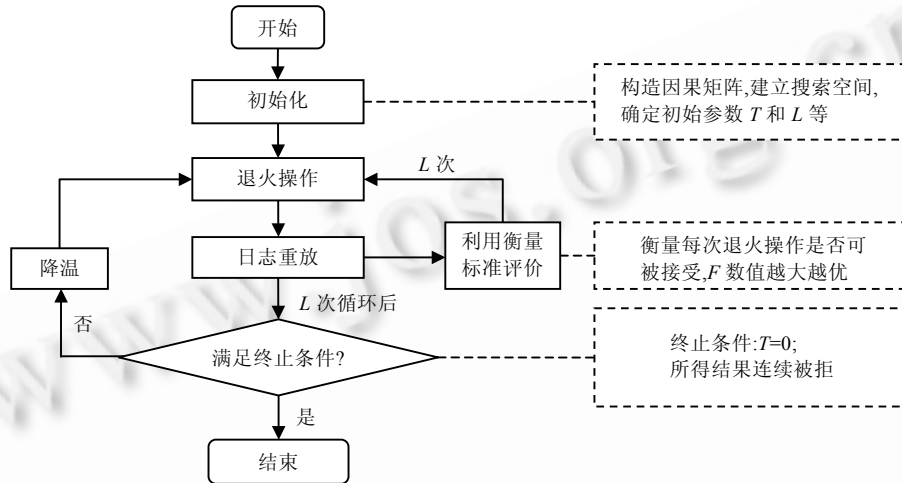 开始
初始化
构造因果矩阵,建立搜索空间,
确定初始参数 T 和 L 等
L 次
退火操作
日志重放
利用衡量
标准评价
衡量每次退火操作是否可
被接受,F 数值越大越优
降温
L 次循环后
否
满足终止条件?
终止条件:T=0;
所得结果连续被拒
是
结束